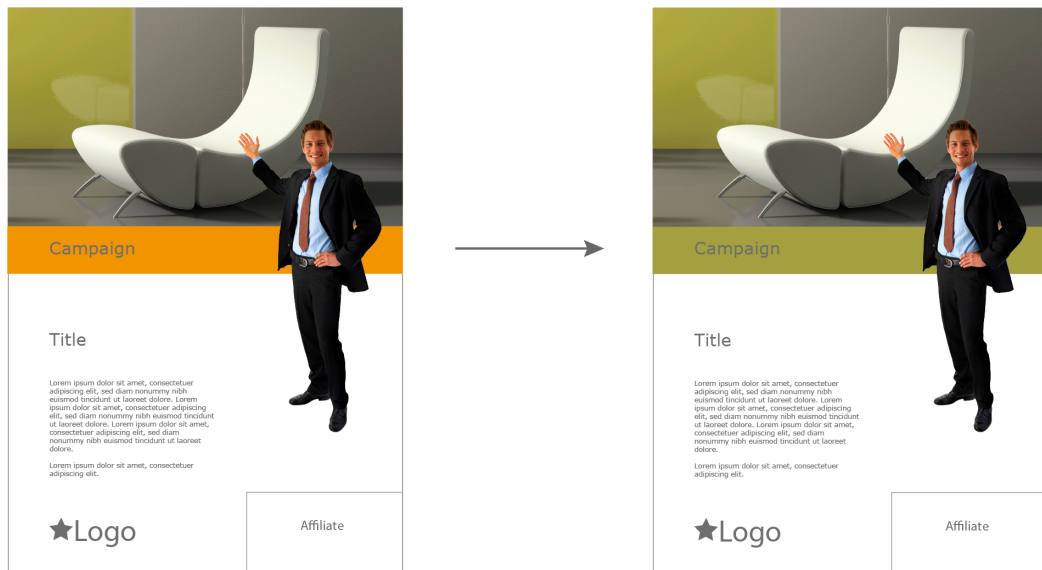 Campaign
Title
Lorem ipsum dolor sit amet, consectetuer
adipiscing elit, sed diam nonummy nibh
euismod tincidunt ut laoreet dolore. Lorem
ipsum dolor sit amet, consectetuer adipiscing
elit, sed diam nonummy nibh euismod tincidunt
ut laoreet dolore. Lorem ipsum dolor sit amet,
consectetuer adipiscing elit, sed diam
nonummy nibh euismod tincidunt ut laoreet
dolore.
Lorem ipsum dolor sit amet, consectetuer
adipiscing elit.
Logo
Affiliate
Campaign
Title
Lorem ipsum dolor sit amet, consectetuer
adipiscing elit, sed diam nonummy nibh
euismod tincidunt ut laoreet dolore. Lorem
ipsum dolor sit amet, consectetuer adipiscing
elit, sed diam nonummy nibh euismod tincidunt
ut laoreet dolore. Lorem ipsum dolor sit amet,
consectetuer adipiscing elit, sed diam
nonummy nibh euismod tincidunt ut laoreet
dolore.
Lorem ipsum dolor sit amet, consectetuer
adipiscing elit.
Logo
Affiliate